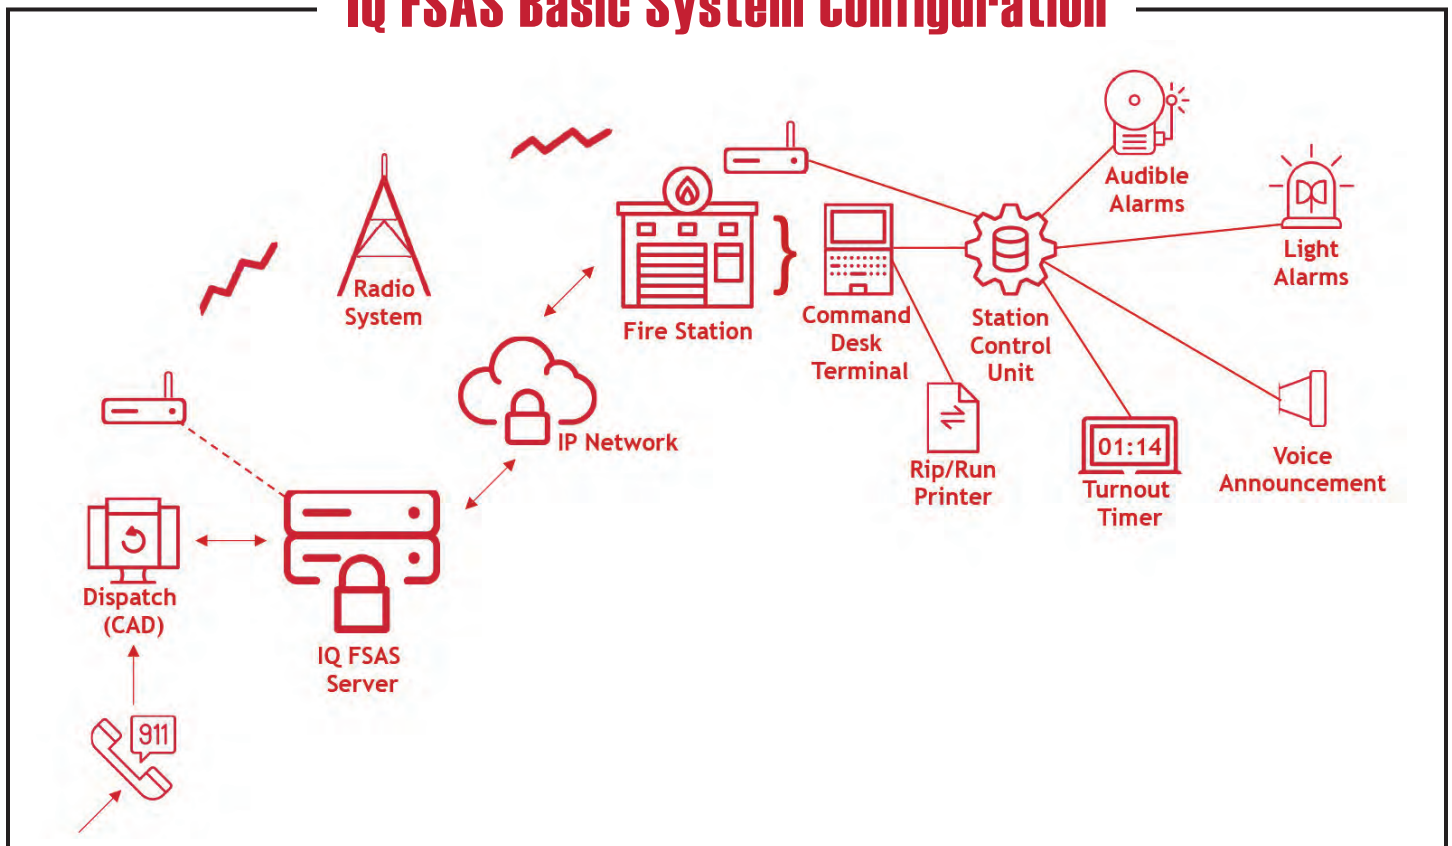 IQ FSAS Basic System Configuration
Audible
Alarms
Light
Alarms
Radio
System
Fire Station
Command
Desk
Terminal
Station
Control
Unit
IP Network
Rip/Run
Printer
01:14
Turnout
Timer
Voice
Announcement
Dispatch
(CAD)
IQ FSAS
Server
911